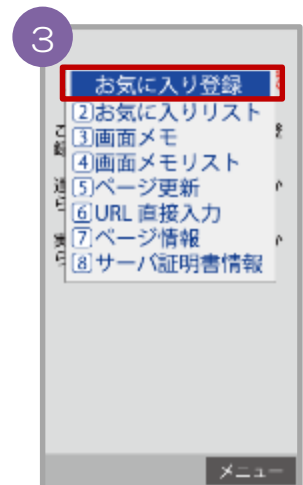 3
お気に入り登録
2お気に入りリスト
3画面メモ
4画面メモリスト
5ページ更新
6URL 直接入力
7ページ情報
8サーバ証明書情報
メニュー